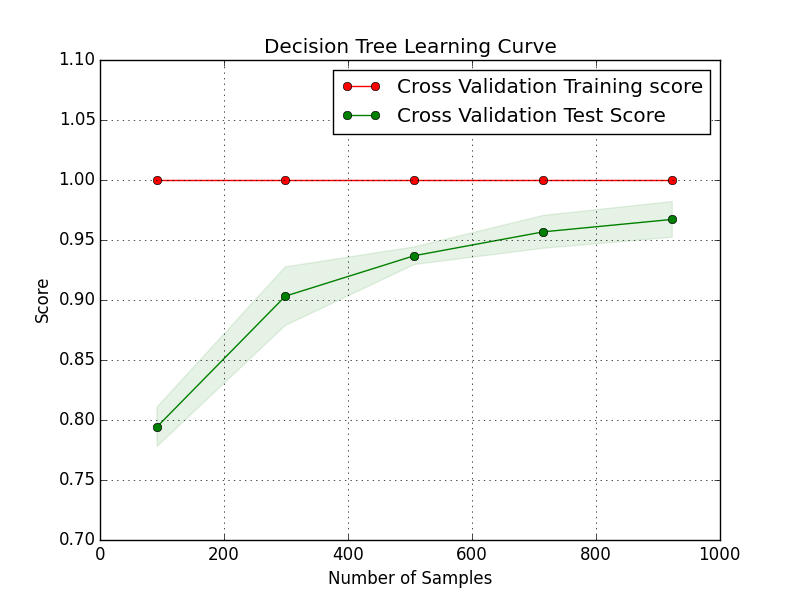 Decision Tree Learning Curve
Cross Validation Training score
Cross Validation Test Score
1.10
1.05
1.00
0.95
0.90
0.85
0.80
0.75
0.70
Score
0 200 400 600 800 1000
Number of Samples